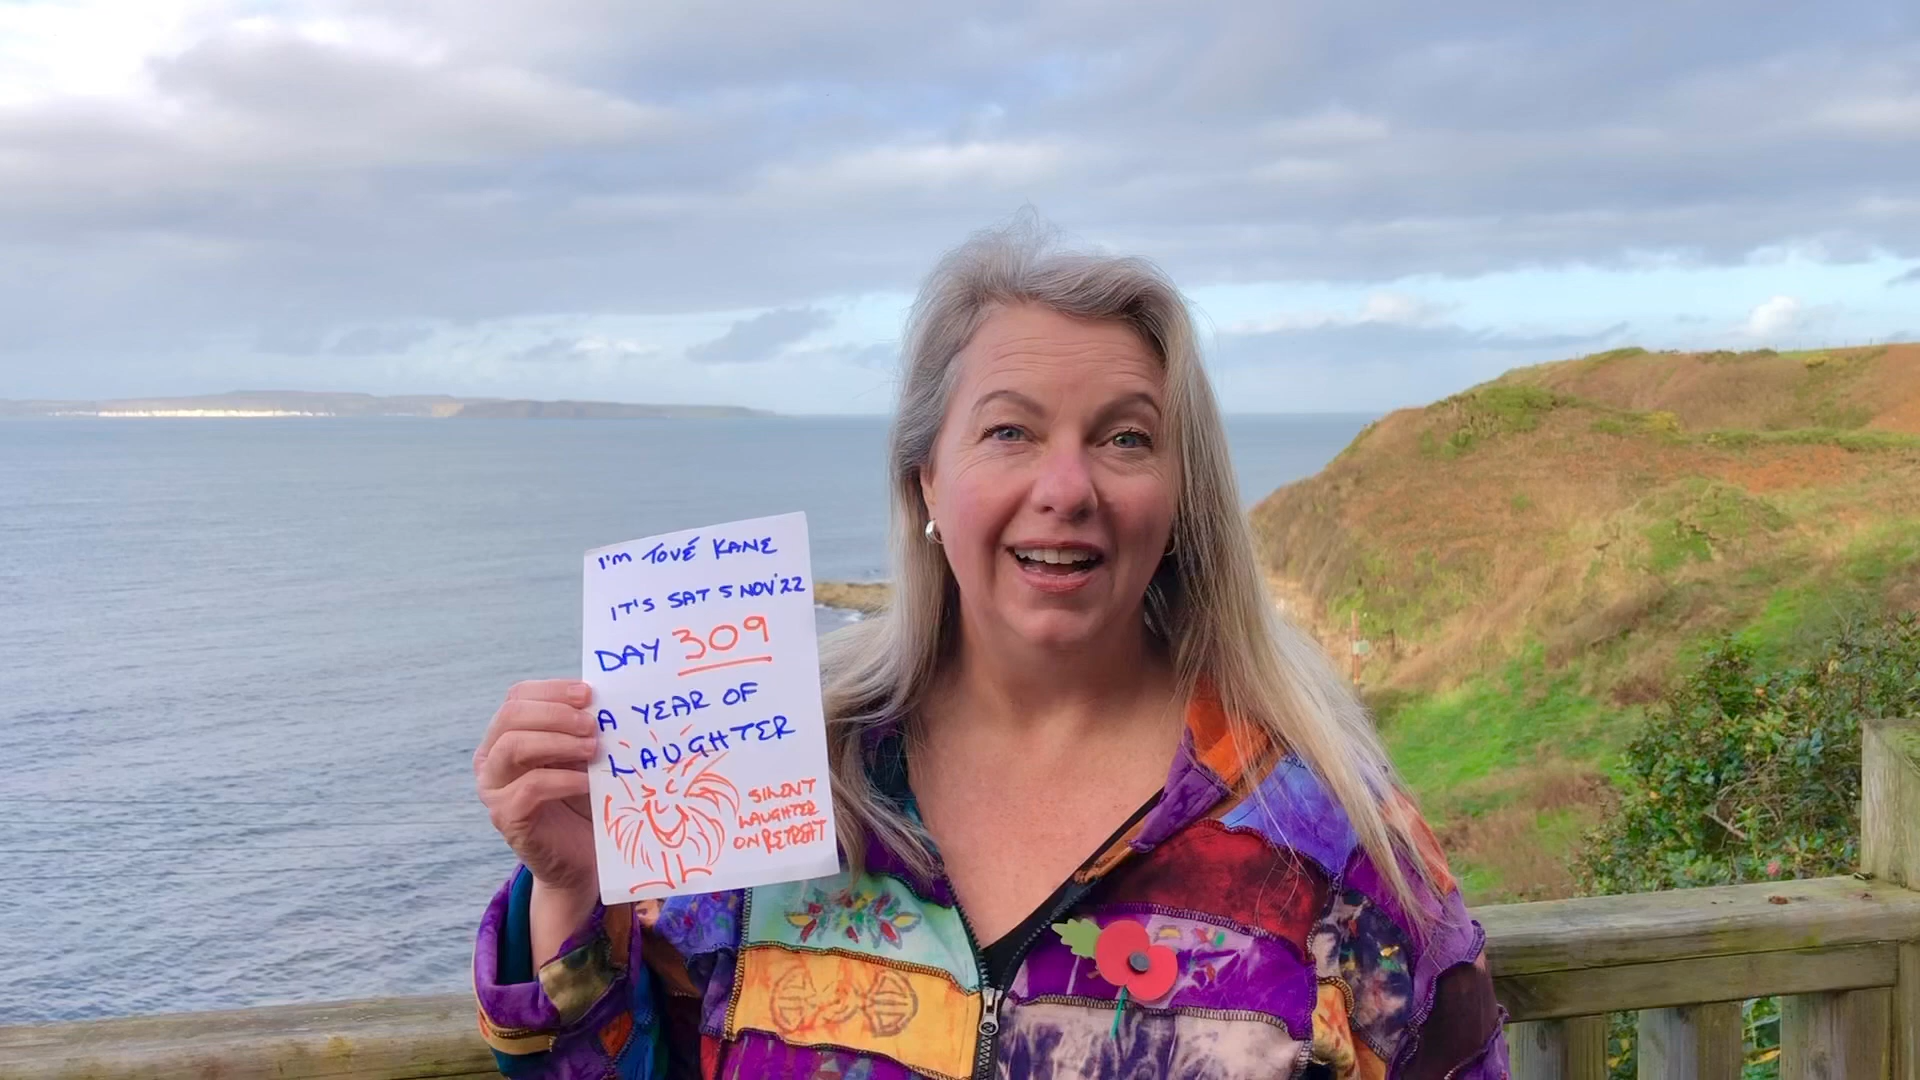 I'M TOVÉ KANE
IT'S SAT 5 NOV'22
DAY 309
A YEAR OF
LAUGHTER
SILENT
LAUGHTER
ON RETREAT